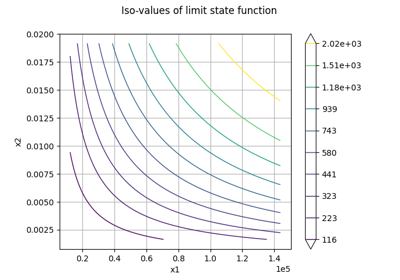 Iso-values of limit state function
x2
0.0200
0.0175
0.0150
0.0125
0.0100
0.0075
0.0050
0.0025
0.2 0.4 0.6 0.8 1.0 1.2 1.4
x1
1e5
2.02e+03
1.51e+03
1.18e+03
939
743
580
441
323
223
116